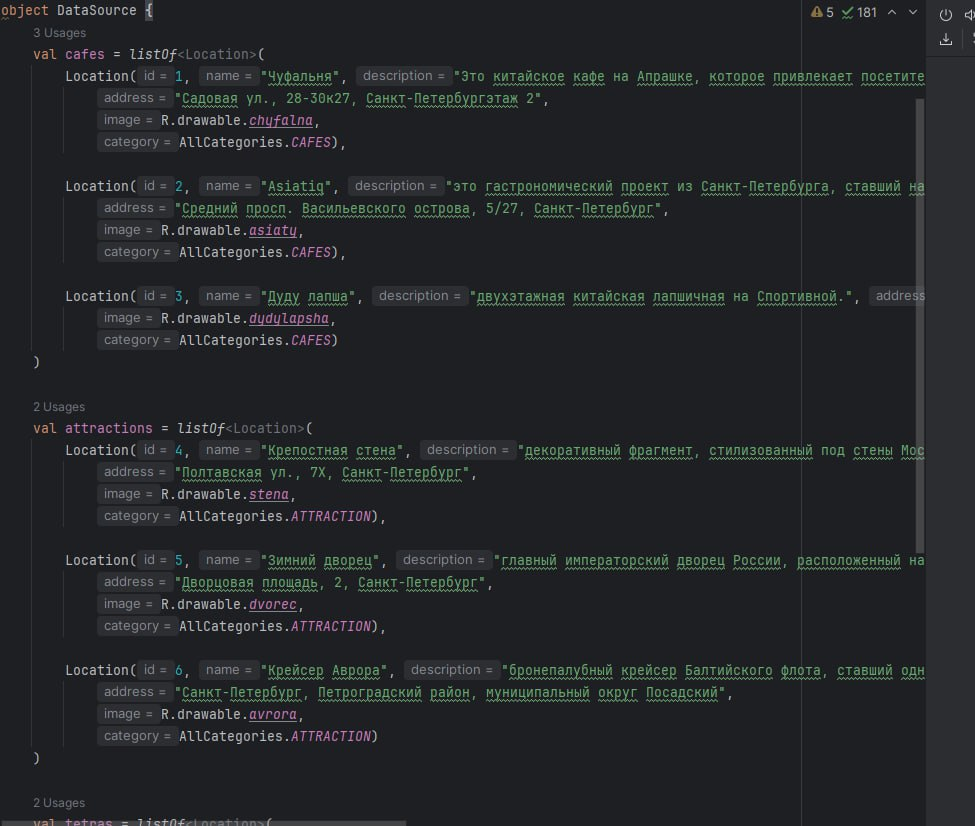 object DataSource {
5 181
3 Usages
val cafes = listOf<Location>(
Location( id = 1, name = "Чуфальня", description = "Это китайское кафе на Апрашке, которое привлекает посетите
address = "Садовая ул., 28-30к27, Санкт-Петербургэтаж 2",
image = R.drawable.chyfalna,
category = AllCategories.CAFES),
Location( id = 2, name = "Asiatiq", description = "это гастрономический проект из Санкт-Петербурга, ставший на
address = "Средний просп. Васильевского острова, 5/27, Санкт-Петербург",
image = R.drawable.asiaty,
category = AllCategories.CAFES),
Location( id = 3, name = "Дуду лапша", description = "двухэтажная китайская лапшичная на Спортивной.", address
image = R.drawable.dydylapsha,
category = AllCategories.CAFES)
)
2 Usages
val attractions = listOf<Location>(
Location( id = 4, name = "Крепостная стена", description = "декоративный фрагмент, стилизованный под стены Мос
address = "Полтавская ул., 7Х, Санкт-Петербург",
image = R.drawable.stena,
category = AllCategories.ATTRACTION),
Location( id = 5, name = "Зимний дворец", description = "главный императорский дворец России, расположенный на
address = "Дворцовая площадь, 2, Санкт-Петербург",
image = R.drawable.dvorec,
category = AllCategories.ATTRACTION),
Location( id = 6, name = "Крейсер Аврора", description = "бронепалубный крейсер Балтийского флота, ставший одн
address = "Санкт-Петербург, Петроградский район, муниципальный округ Посадский",
image = R.drawable.avrora,
category = AllCategories.ATTRACTION)
)
2 Usages
val tetras = listOf<Location>(